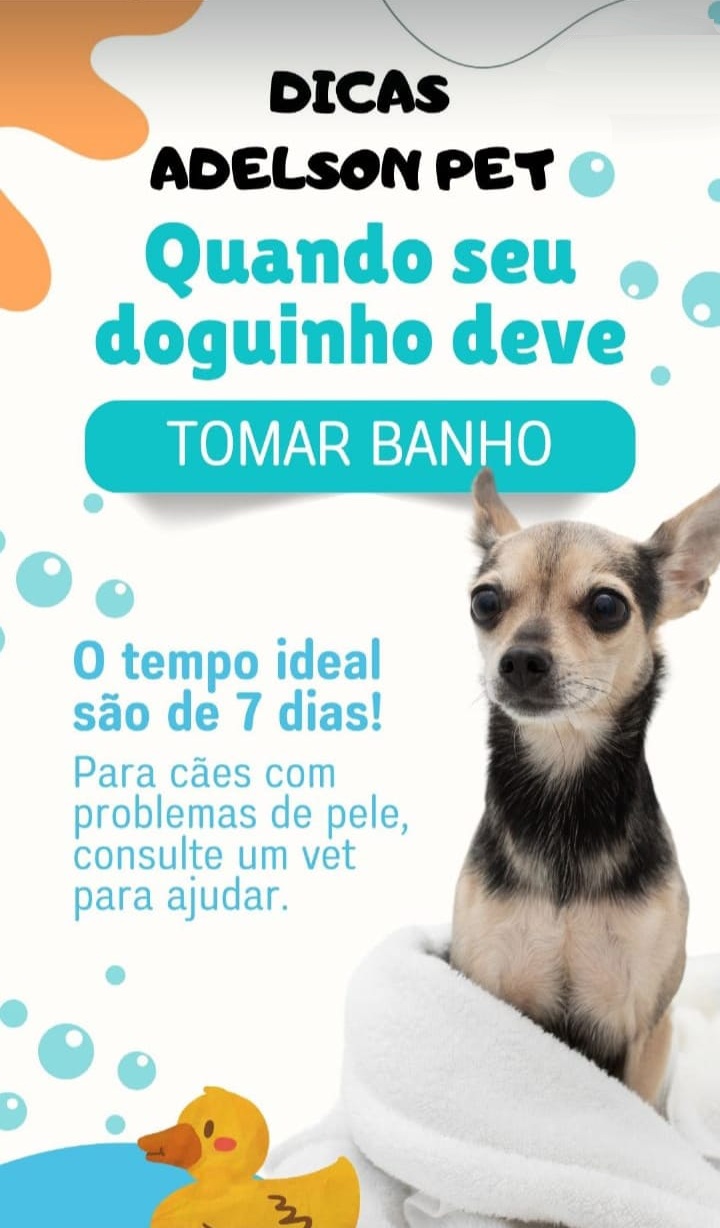 DICAS
ADELSON PET
Quando seu
doguinho deve
TOMAR BANHO
O tempo ideal
são de 7 dias!
Para cães com
problemas de pele,
consulte um vet
para ajudar.